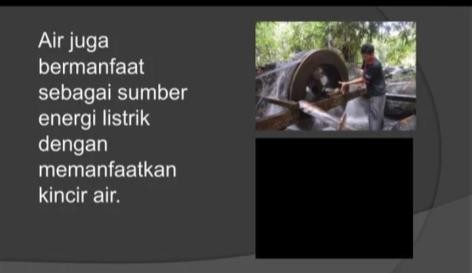 Air juga
bermanfaat
sebagai sumber
energi listrik
dengan
memanfaatkan
kincir air.